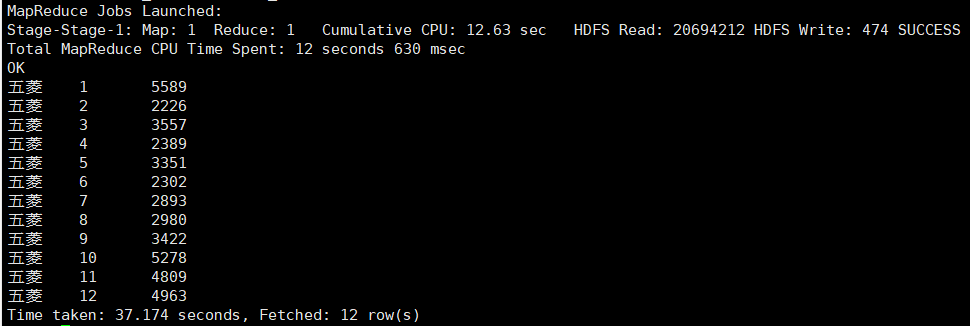 MapReduce Jobs Launched:
Stage-Stage-1: Map: 1  Reduce: 1   Cumulative CPU: 12.63 sec   HDFS Read: 20694212 HDFS Write: 474 SUCCESS
Total MapReduce CPU Time Spent: 12 seconds 630 msec
OK
五菱	1	5589
五菱	2	2226
五菱	3	3557
五菱	4	2389
五菱	5	3351
五菱	6	2302
五菱	7	2893
五菱	8	2980
五菱	9	3422
五菱	10	5278
五菱	11	4809
五菱	12	4963
Time taken: 37.174 seconds, Fetched: 12 row(s)